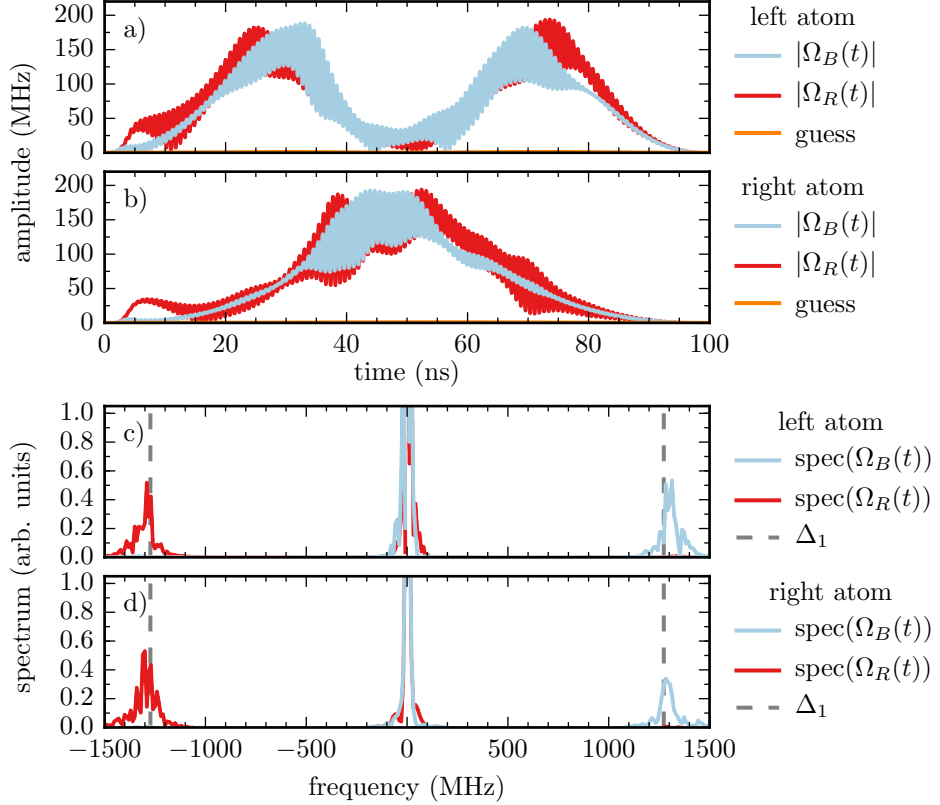 a)
200
150
100
50
0
left atom
|Ω_B(t)|
|Ω_R(t)|
guess
amplitude (MHz)
b)
200
150
100
50
0
right atom
|Ω_B(t)|
|Ω_R(t)|
guess
0 20 40 60 80 100
time (ns)
c)
1.0
0.8
0.6
0.4
0.2
0.0
left atom
spec(Ω_B(t))
spec(Ω_R(t))
Δ_1
spectrum (arb. units)
d)
1.0
0.8
0.6
0.4
0.2
0.0
right atom
spec(Ω_B(t))
spec(Ω_R(t))
Δ_1
−1500 −1000 −500 0 500 1000 1500
frequency (MHz)